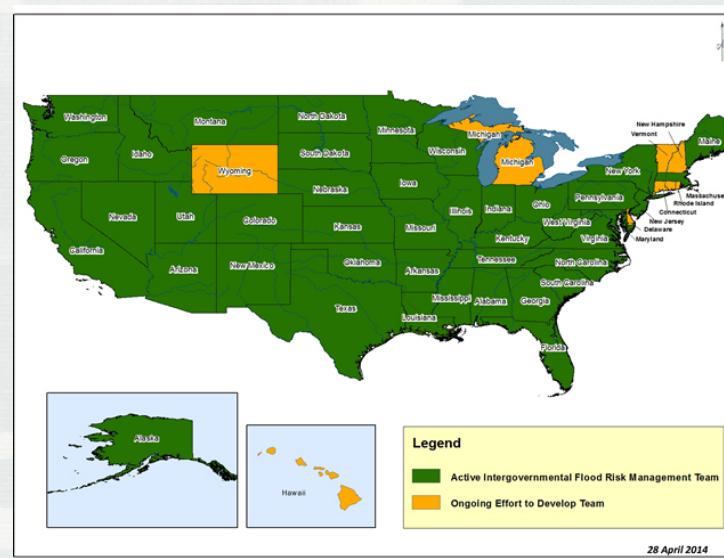 New Hampshire
Washington
Montana
North Dakota
Minnesota
Michigan
Vermont
Maine
Oregon
Idaho
South Dakota
Wisconsin
Michigan
New York
Wyoming
Massachuse
Rhode Island
Connecticut
New Jersey
Delaware
Maryland
Nebraska
Iowa
Pennsylvania
Nevada
Utah
Colorado
Illinois
Indiana
Ohio
West Virginia
Virginia
California
Kansas
Missouri
Kentucky
Arizona
New Mexico
Oklahoma
Arkansas
Tennessee
North Carolina
South Carolina
Texas
Mississippi
Alabama
Georgia
Louisiana
Florida
Alaska
Hawaii
Legend
Active Intergovernmental Flood Risk Management Team
Ongoing Effort to Develop Team
28 April 2014